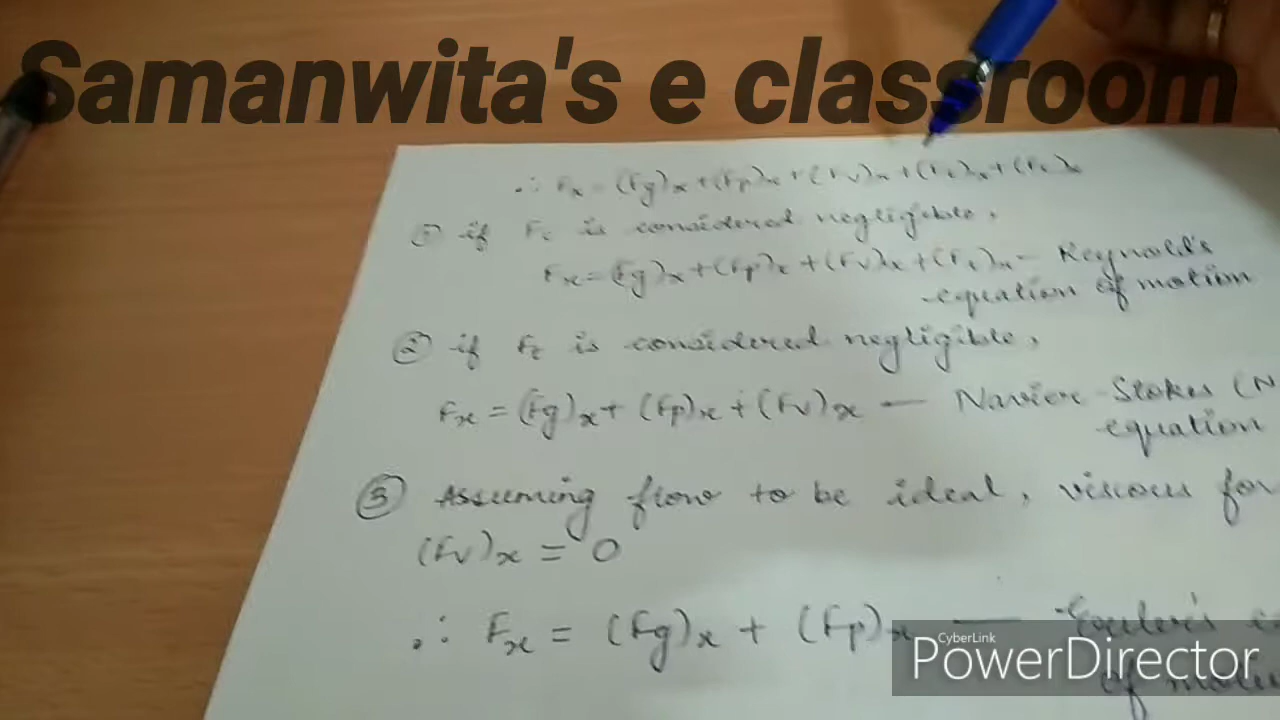 Samanwita's e classroom
∴ Fx = (Fg)x + (Fp)x + (Fv)x + (Ft)x + (Fc)x
① if Fc is considered negligible,
Fx = (Fg)x + (Fp)x + (Fv)x + (Ft)x — Reynold's
equation of motion
② if Ft is considered negligible,
Fx = (Fg)x + (Fp)x + (Fv)x — Navier-Stokes (N
equation
③ Assuming flow to be ideal, viscous for
(Fv)x = 0
∴ Fx = (Fg)x + (Fp)x — Euler's
of
CyberLink
PowerDirector